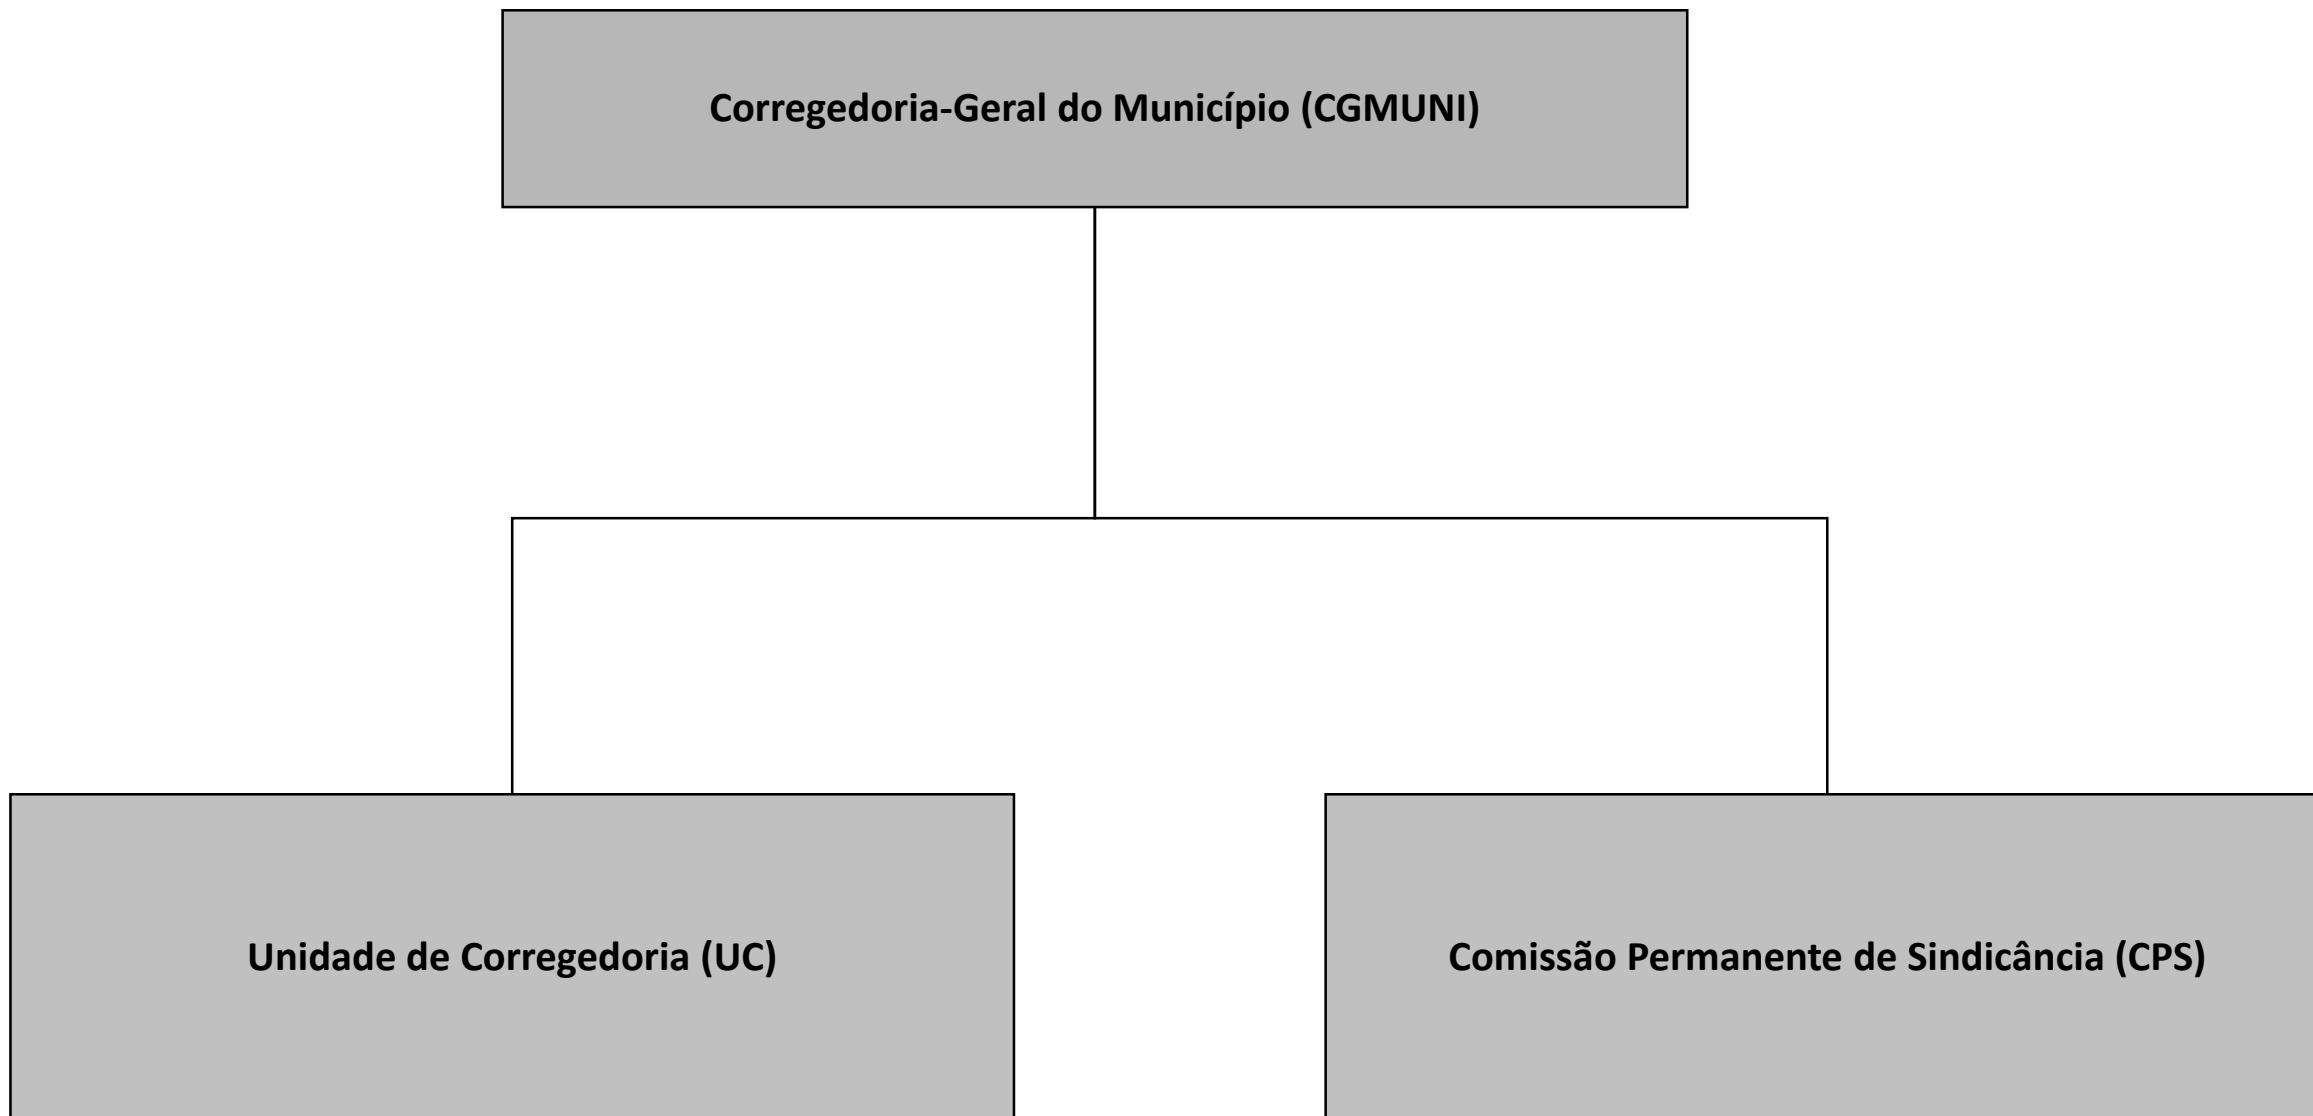 Corregedoria-Geral do Município (CGMUNI)
Unidade de Corregedoria (UC)
Comissão Permanente de Sindicância (CPS)